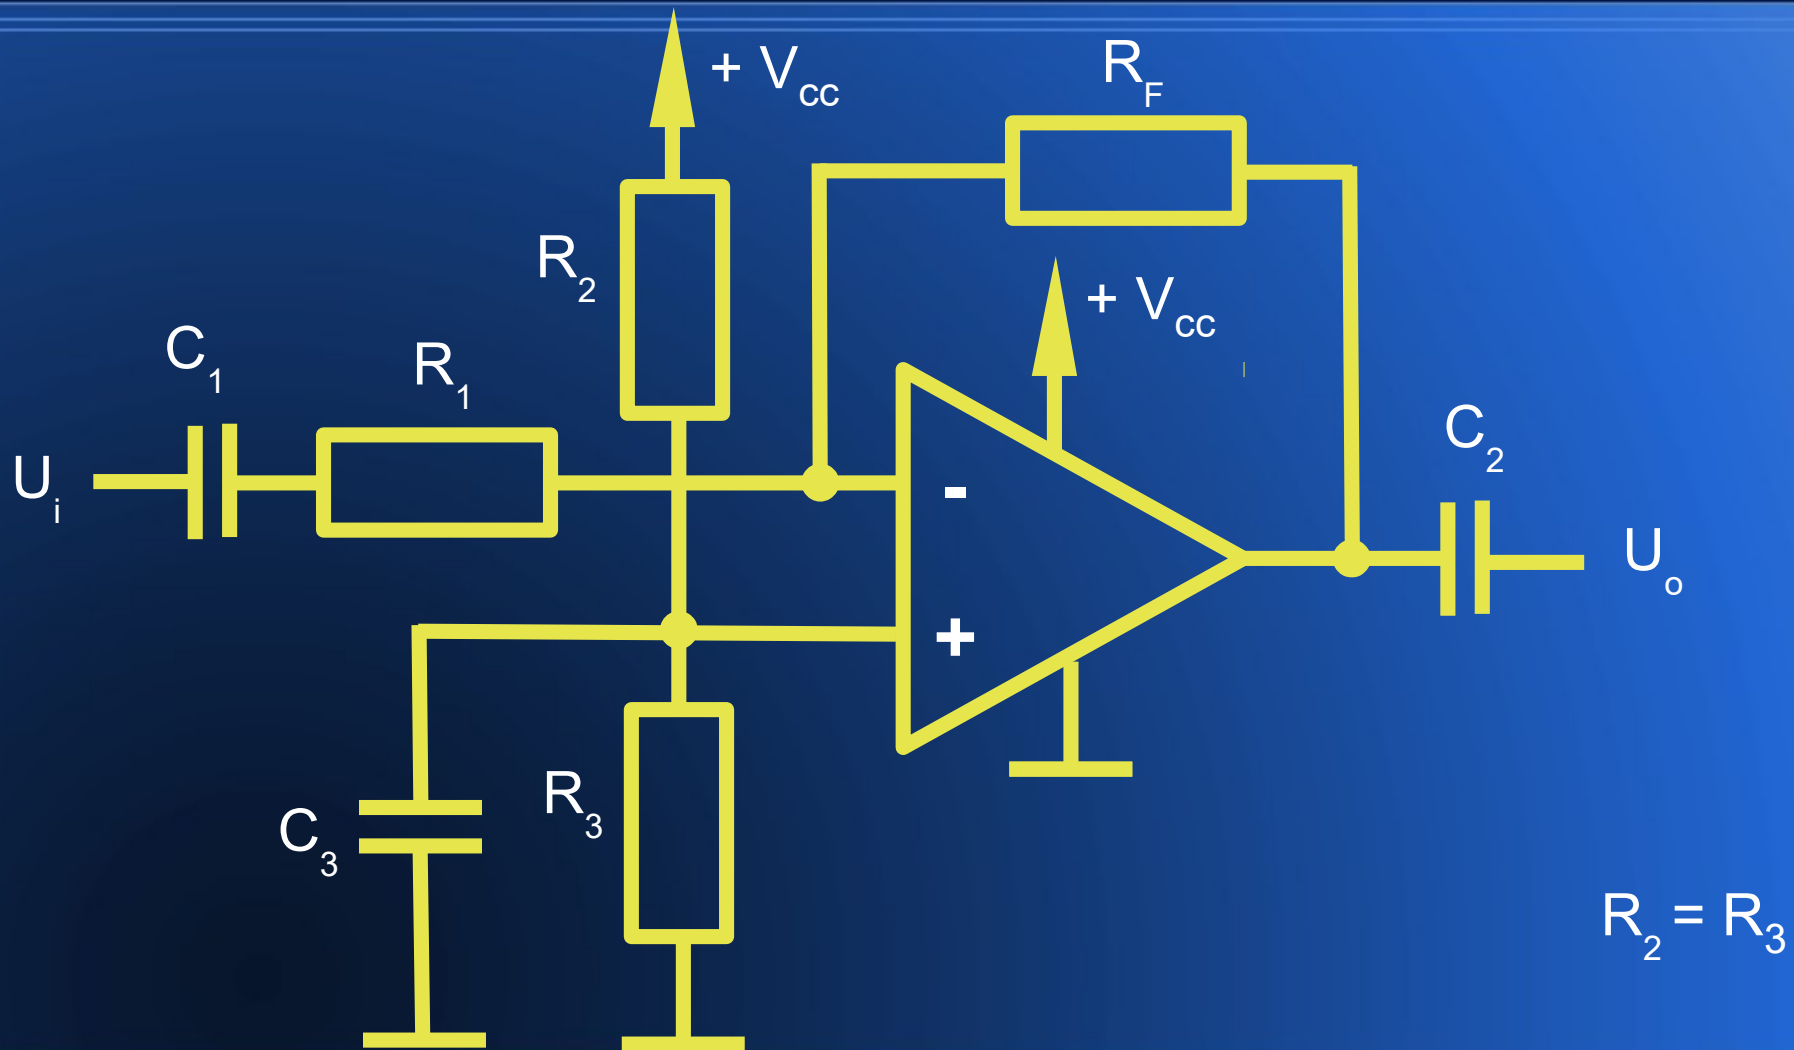 + Vcc
RF
R2
+ Vcc
C1
R1
C2
Ui
-
Uo
+
R3
C3
R2 = R3